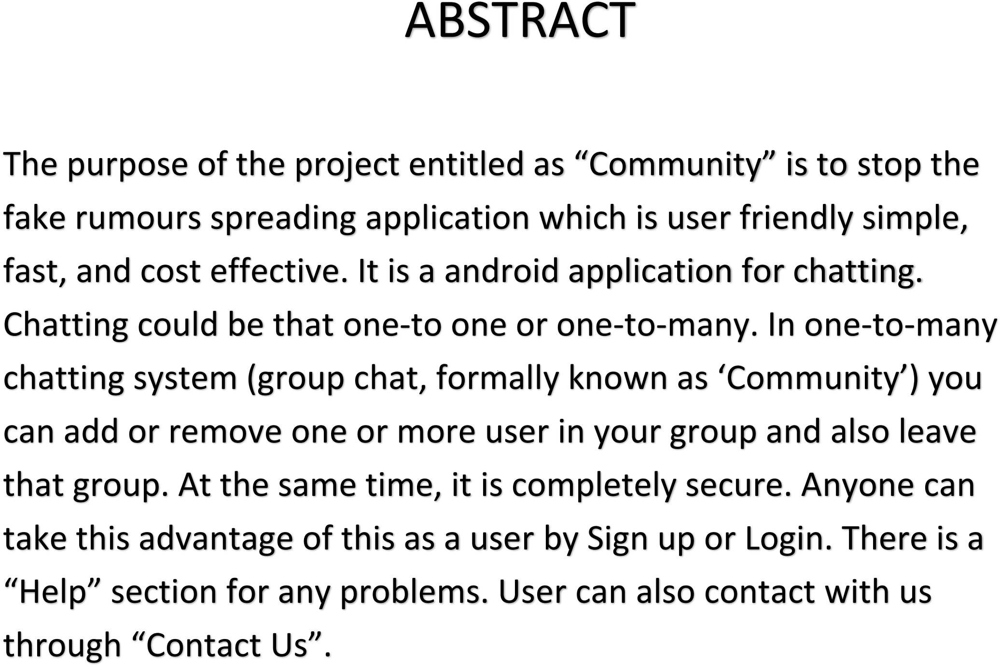 ABSTRACT
The purpose of the project entitled as “Community” is to stop the
fake rumours spreading application which is user friendly simple,
fast, and cost effective. It is a android application for chatting.
Chatting could be that one-to one or one-to-many. In one-to-many
chatting system (group chat, formally known as ‘Community’) you
can add or remove one or more user in your group and also leave
that group. At the same time, it is completely secure. Anyone can
take this advantage of this as a user by Sign up or Login. There is a
“Help” section for any problems. User can also contact with us
through “Contact Us”.